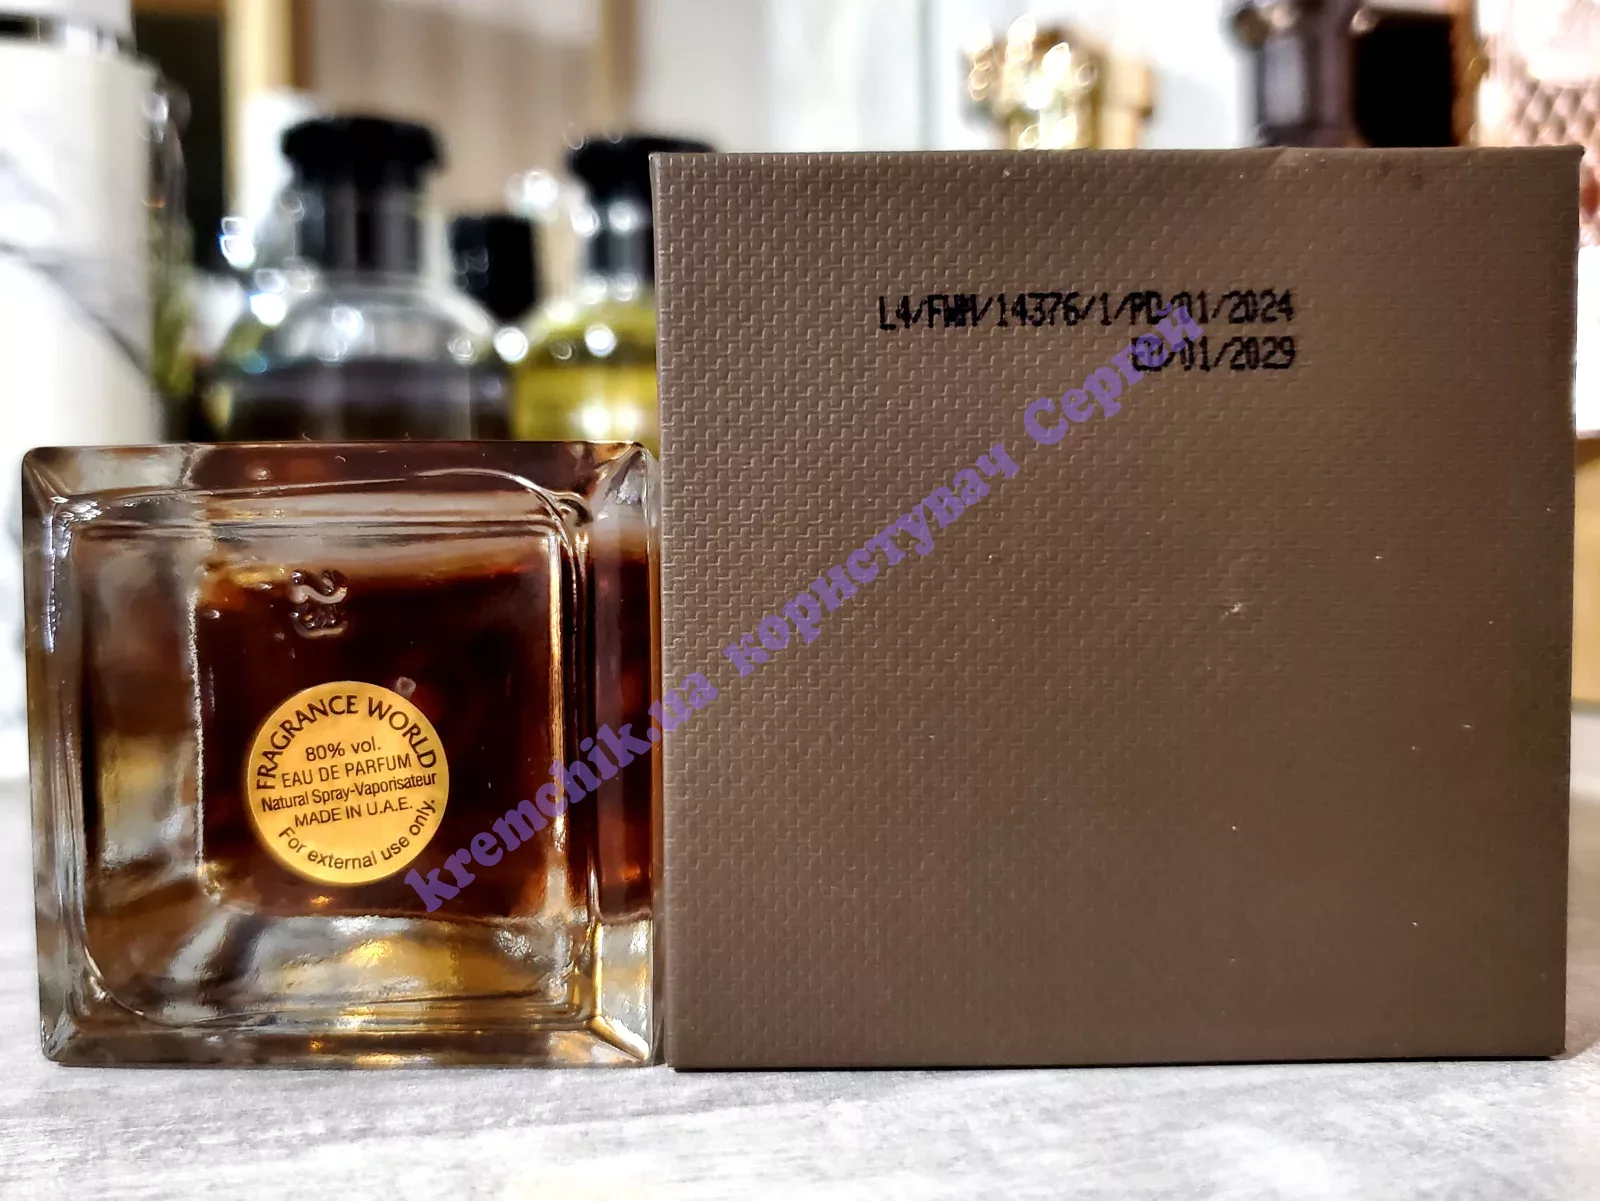 L4/FWM/14376/1/PD/01/2024
ED/01/2029
FRAGRANCE WORLD
80% vol.
EAU DE PARFUM
Natural Spray-Vaporisateur
MADE IN U.A.E.
For external use only.
kremchik.ua користувач Сергей